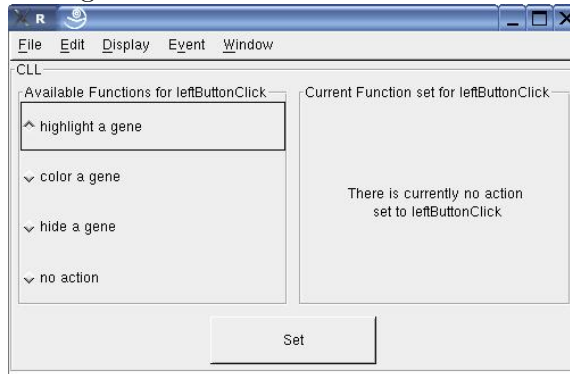 R
File Edit Display Event Window
CLL
Available Functions for leftButtonClick
highlight a gene
color a gene
hide a gene
no action
Current Function set for leftButtonClick
There is currently no action
set to leftButtonClick
Set